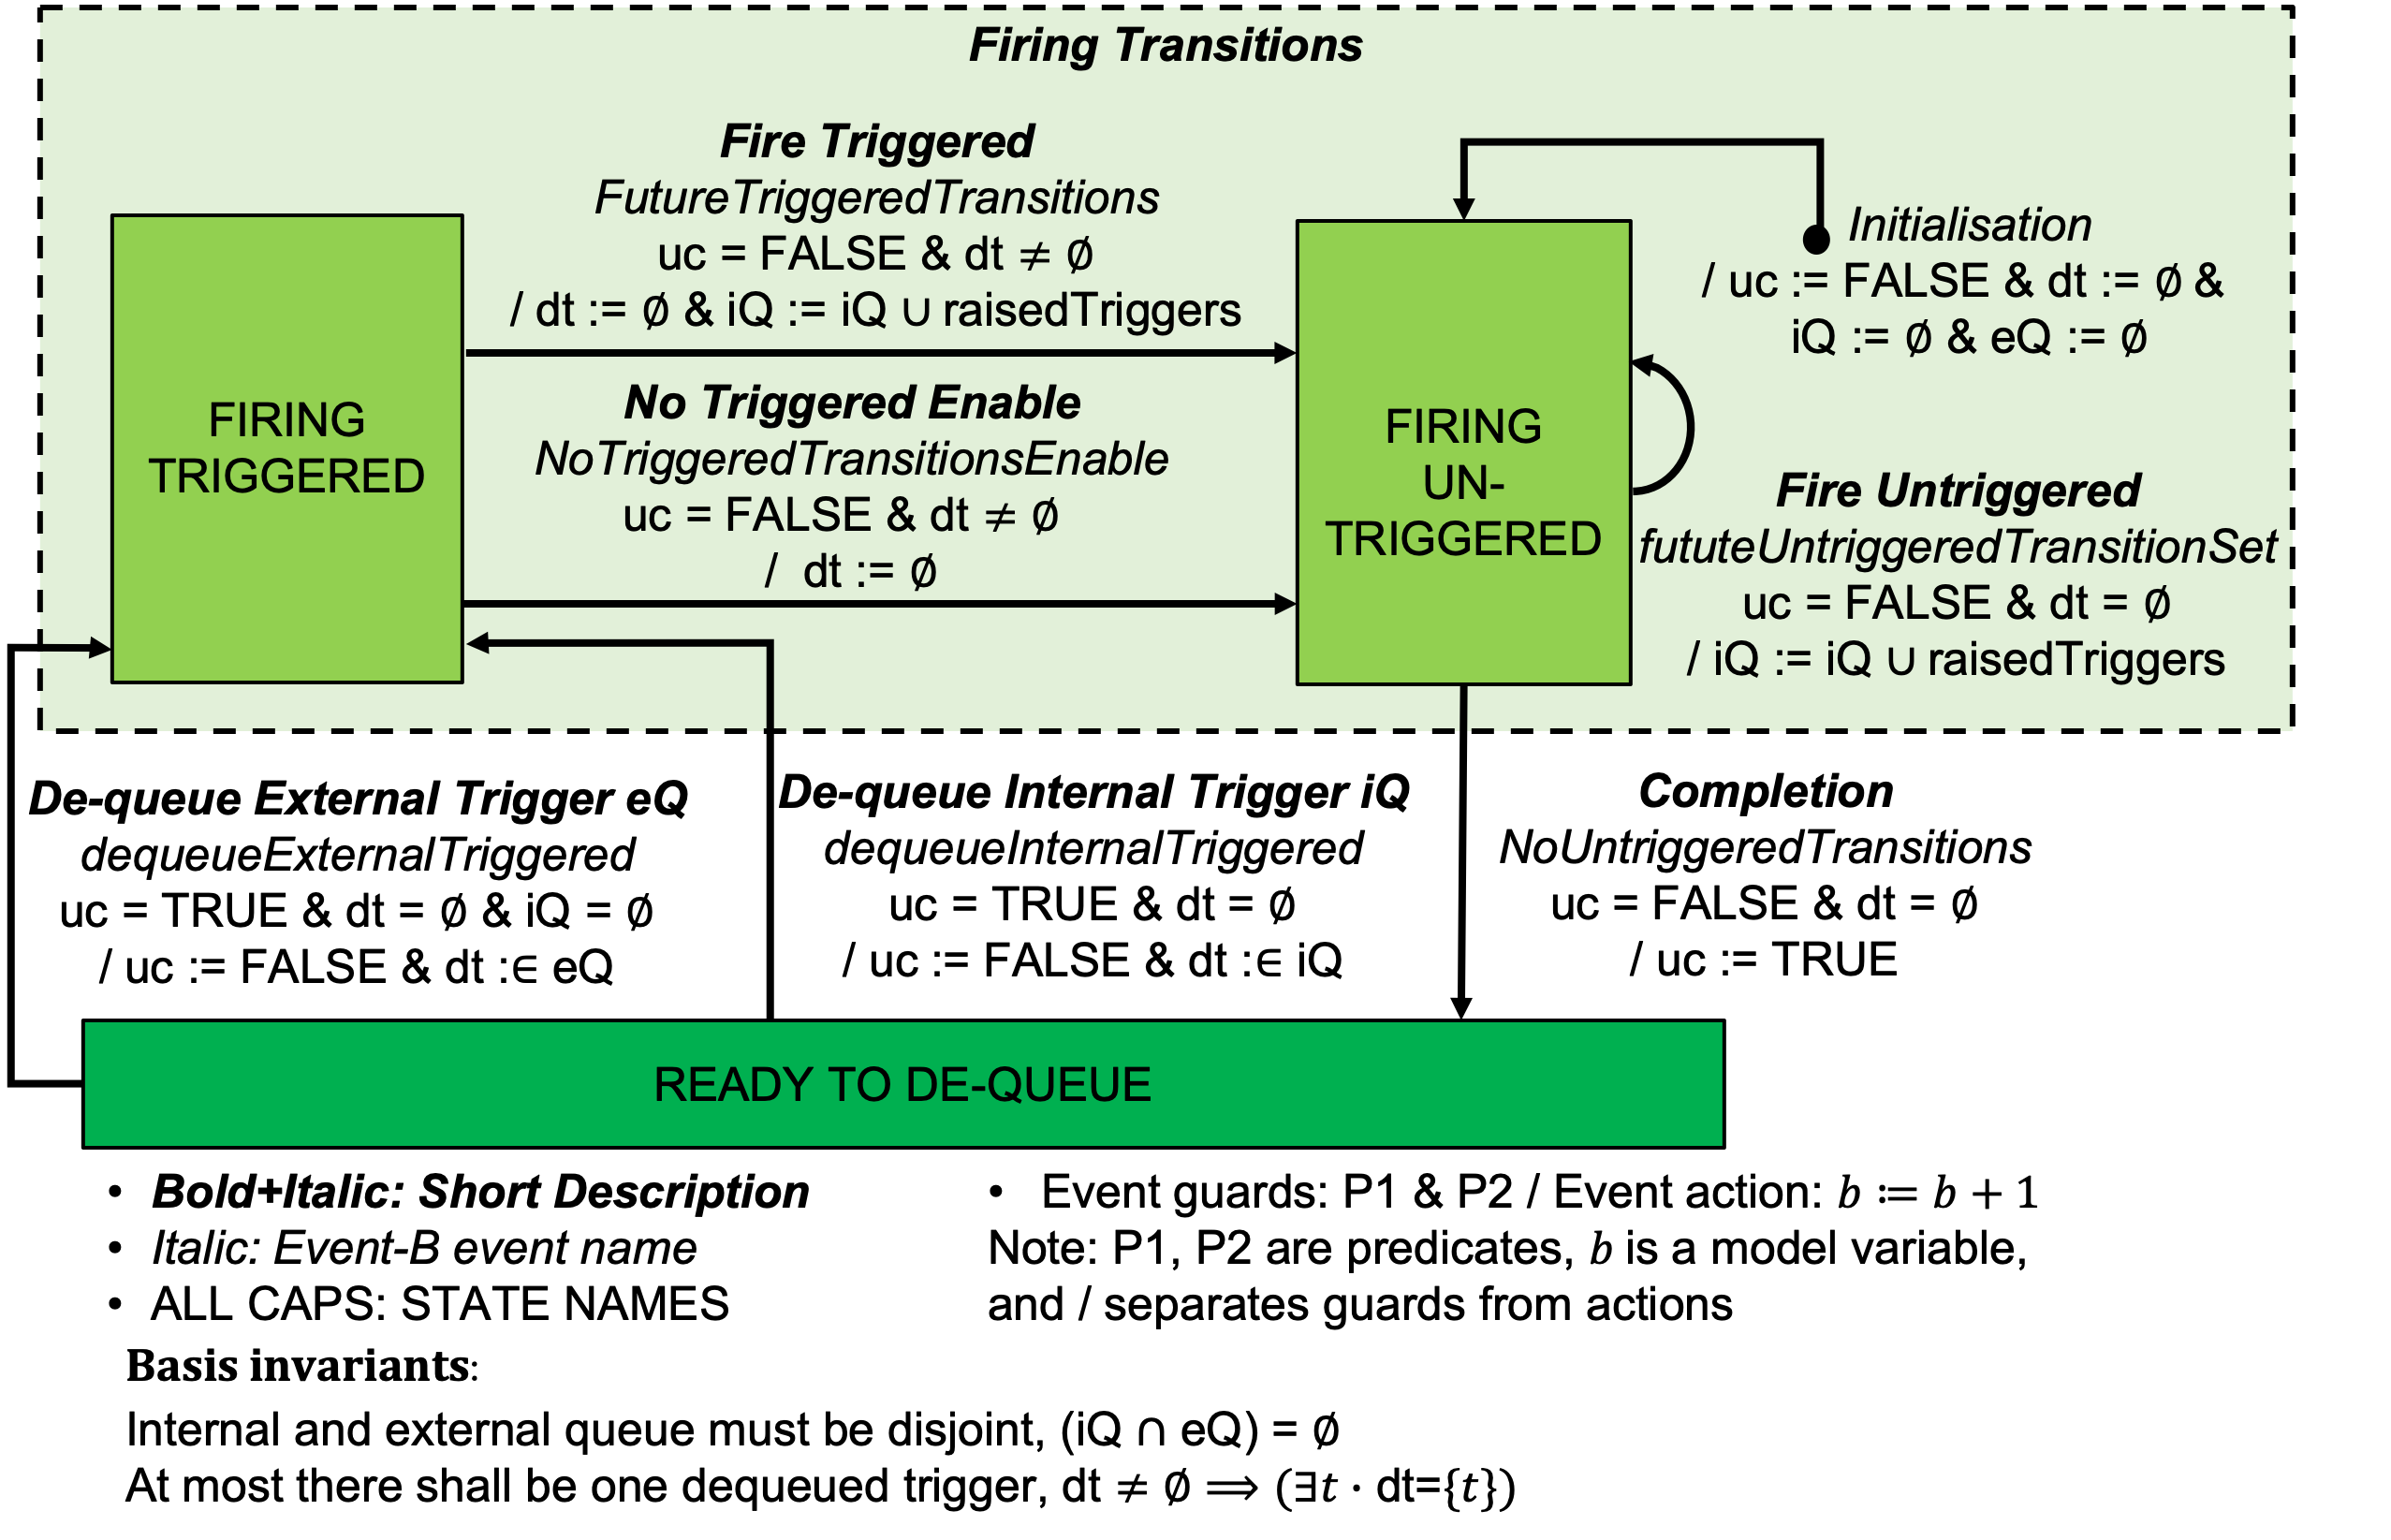 Firing Transitions
Fire Triggered
FutureTriggeredTransitions
uc = FALSE & dt ≠ ∅
/ dt := ∅ & iQ := iQ ∪ raisedTriggers
Initialisation
/ uc := FALSE & dt := ∅ &
iQ := ∅ & eQ := ∅
FIRING
TRIGGERED
No Triggered Enable
NoTriggeredTransitionsEnable
uc = FALSE & dt ≠ ∅
/ dt := ∅
FIRING
UN-
TRIGGERED
Fire Untriggered
fututeUntriggeredTransitionSet
uc = FALSE & dt = ∅
/ iQ := iQ ∪ raisedTriggers
De-queue External Trigger eQ
dequeueExternalTriggered
uc = TRUE & dt = ∅ & iQ = ∅
/ uc := FALSE & dt :∈ eQ
De-queue Internal Trigger iQ
dequeueInternalTriggered
uc = TRUE & dt = ∅
/ uc := FALSE & dt :∈ iQ
Completion
NoUntriggeredTransitions
uc = FALSE & dt = ∅
/ uc := TRUE
READY TO DE-QUEUE
• Bold+Italic: Short Description
• Italic: Event-B event name
• ALL CAPS: STATE NAMES
• Event guards: P1 & P2 / Event action: b := b + 1
Note: P1, P2 are predicates, b is a model variable,
and / separates guards from actions
Basis invariants:
Internal and external queue must be disjoint, (iQ ∩ eQ) = ∅
At most there shall be one dequeued trigger, dt ≠ ∅ ⟹ (∃t · dt={t})